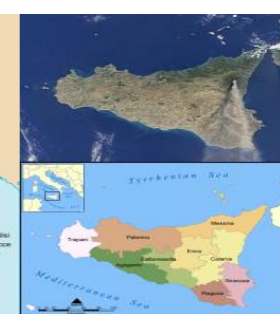 Tyrrhenian Sea
Messina
Trapani
Palermo
Enna
Catania
Caltanissetta
Agrigento
Siracusa
Ragusa
Mediterranean Sea